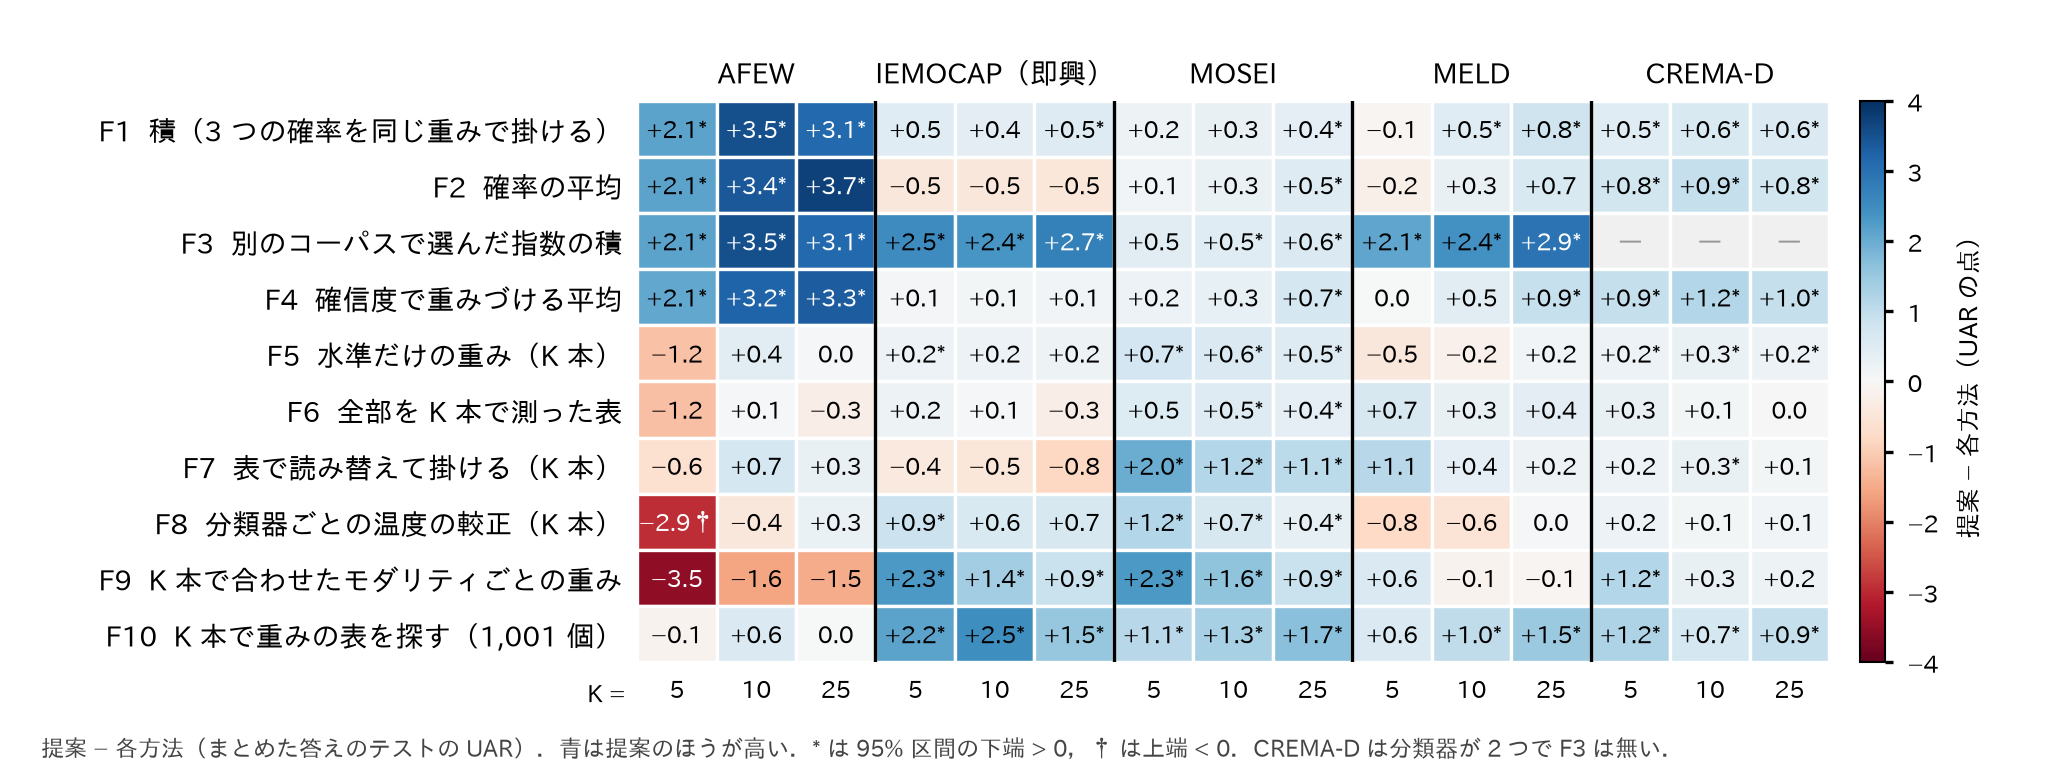 AFEW IEMOCAP（即興） MOSEI MELD CREMA-D
F1 積（3 つの確率を同じ重みで掛ける） +2.1* +3.5* +3.1* +0.5 +0.4 +0.5* +0.2 +0.3 +0.4* −0.1 +0.5* +0.8* +0.5* +0.6* +0.6*
F2 確率の平均 +2.1* +3.4* +3.7* −0.5 −0.5 −0.5 +0.1 +0.3 +0.5* −0.2 +0.3 +0.7 +0.8* +0.9* +0.8*
F3 別のコーパスで選んだ指数の積 +2.1* +3.5* +3.1* +2.5* +2.4* +2.7* +0.5 +0.5* +0.6* +2.1* +2.4* +2.9* — — —
F4 確信度で重みづける平均 +2.1* +3.2* +3.3* +0.1 +0.1 +0.1 +0.2 +0.3 +0.7* 0.0 +0.5 +0.9* +0.9* +1.2* +1.0*
F5 水準だけの重み（K 本） −1.2 +0.4 0.0 +0.2* +0.2 +0.2 +0.7* +0.6* +0.5* −0.5 −0.2 +0.2 +0.2* +0.3* +0.2*
F6 全部を K 本で測った表 −1.2 +0.1 −0.3 +0.2 +0.1 −0.3 +0.5 +0.5* +0.4* +0.7 +0.3 +0.4 +0.3 +0.1 0.0
F7 表で読み替えて掛ける（K 本） −0.6 +0.7 +0.3 −0.4 −0.5 −0.8 +2.0* +1.2* +1.1* +1.1 +0.4 +0.2 +0.2 +0.3* +0.1
F8 分類器ごとの温度の較正（K 本） −2.9 † −0.4 +0.3 +0.9* +0.6 +0.7 +1.2* +0.7* +0.4* −0.8 −0.6 0.0 +0.2 +0.1 +0.1
F9 K 本で合わせたモダリティごとの重み −3.5 −1.6 −1.5 +2.3* +1.4* +0.9* +2.3* +1.6* +0.9* +0.6 −0.1 −0.1 +1.2* +0.3 +0.2
F10 K 本で重みの表を探す（1,001 個） −0.1 +0.6 0.0 +2.2* +2.5* +1.5* +1.1* +1.3* +1.7* +0.6 +1.0* +1.5* +1.2* +0.7* +0.9*
K = 5 10 25 5 10 25 5 10 25 5 10 25 5 10 25
4
3
2
1
0
−1
−2
−3
−4
提案 − 各方法（UAR の点）
提案 − 各方法（まとめた答えのテストの UAR）．青は提案のほうが高い．* は 95% 区間の下端 > 0，† は上端 < 0．CREMA-D は分類器が 2 つで F3 は無い．